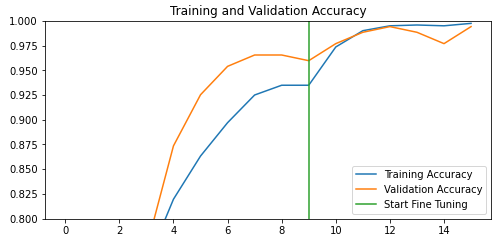 Training and Validation Accuracy
1.000
0.975
0.950
0.925
0.900
0.875
0.850
0.825
0.800
Training Accuracy
Validation Accuracy
Start Fine Tuning
0 2 4 6 8 10 12 14